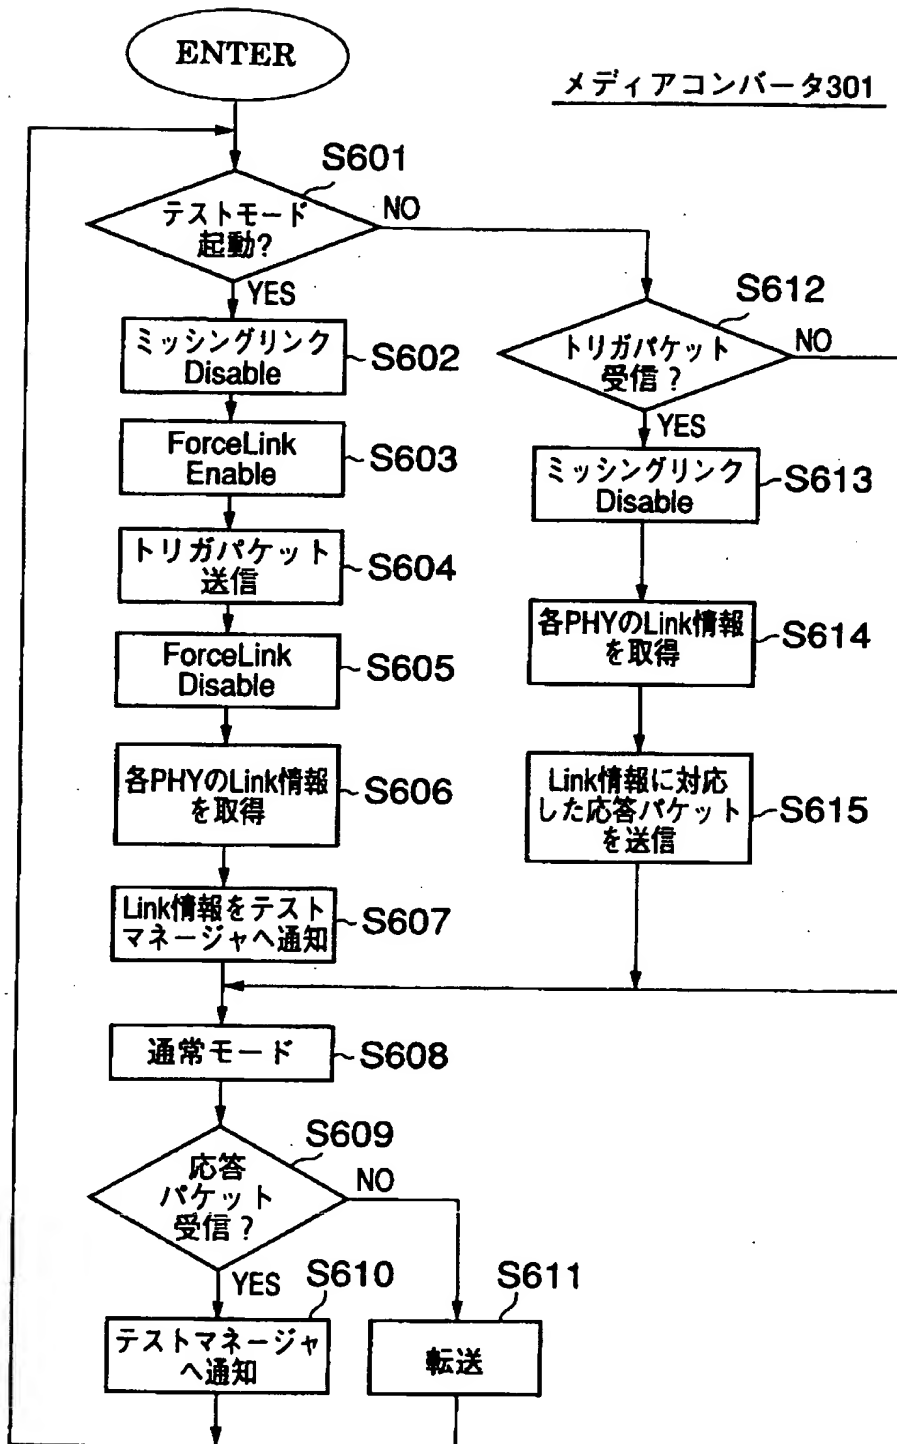 ENTER
メディアコンバータ301
S601
テストモード
起動?
NO
YES
ミッシングリンク
Disable
S602
ForceLink
Enable
S603
トリガパケット
送信
S604
ForceLink
Disable
S605
各PHYのLink情報
を取得
S606
Link情報をテスト
マネージャへ通知
S607
S612
トリガパケット
受信?
NO
YES
ミッシングリンク
Disable
S613
各PHYのLink情報
を取得
S614
Link情報に対応
した応答パケット
を送信
S615
通常モード
S608
S609
応答
パケット
受信?
NO
YES
S610
テストマネージャ
へ通知
S611
転送